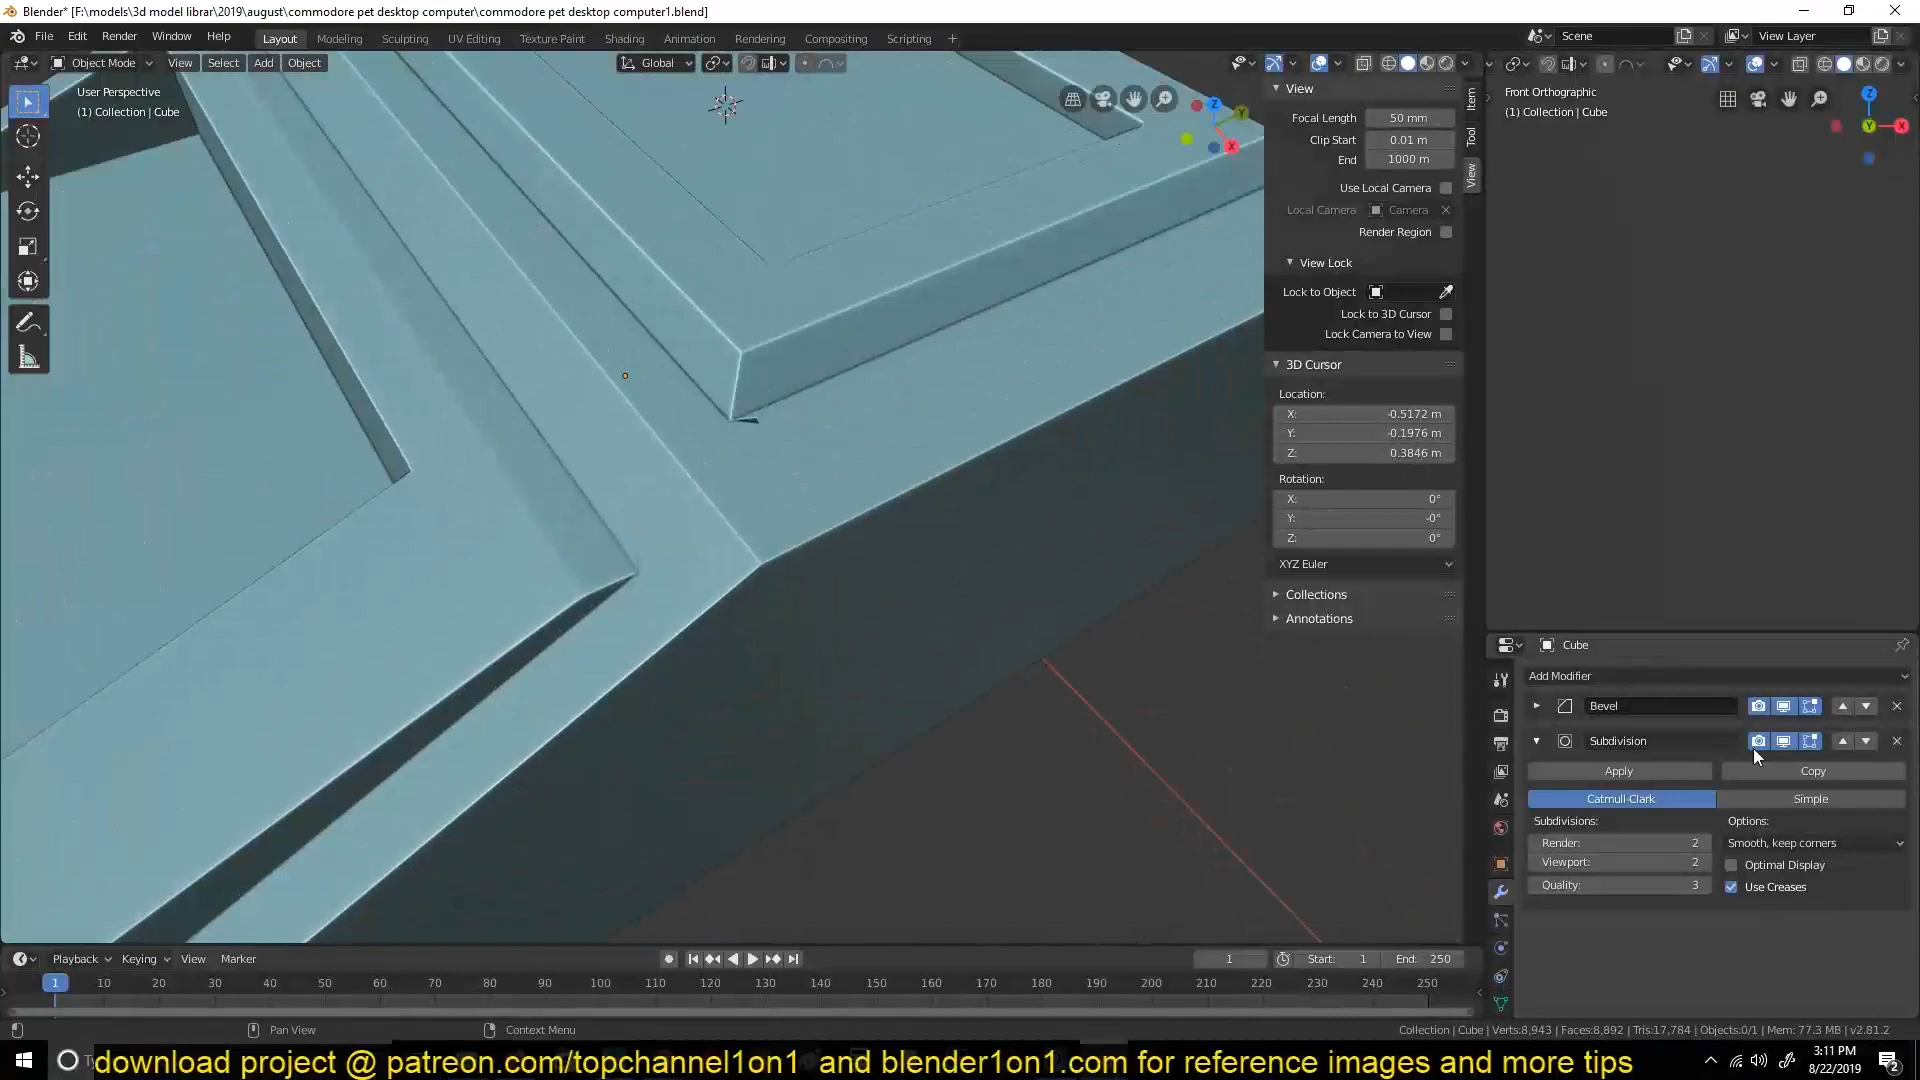 Blender* [F:\models\3d model librar\2019\august\commodore pet desktop computer\commodore pet desktop computer1.blend]
File Edit Render Window Help Layout Modeling Sculpting UV Editing Texture Paint Shading Animation Rendering Compositing Scripting + Scene View Layer
Object Mode View Select Add Object Global
User Perspective
(1) Collection | Cube
Z
Y
X
View
Focal Length 50 mm
Clip Start 0.01 m
End 1000 m
Use Local Camera
Local Camera Camera
Render Region
View Lock
Lock to Object
Lock to 3D Cursor
Lock Camera to View
3D Cursor
Location:
X: -0.5172 m
Y: -0.1976 m
Z: 0.3846 m
Rotation:
X: 0°
Y: -0°
Z: 0°
XYZ Euler
Collections
Annotations
Item
Tool
View
Front Orthographic
(1) Collection | Cube
Z
Y
X
Cube
Add Modifier
Bevel
Subdivision
Apply Copy
Catmull-Clark Simple
Subdivisions: Options:
Render: 2 Smooth, keep corners
Viewport: 2 Optimal Display
Quality: 3 Use Creases
Playback Keying View Marker 1 Start: 1 End: 250
1 10 20 30 40 50 60 70 80 90 100 110 120 130 140 150 160 170 180 190 200 210 220 230 240 250
Pan View Context Menu Collection | Cube | Verts:8,943 | Faces:8,892 | Tris:17,784 | Objects:0/1 | Mem: 77.3 MB | v2.81.2
download project @ patreon.com/topchannel1on1 and blender1on1.com for reference images and more tips
3:11 PM
8/22/2019
2